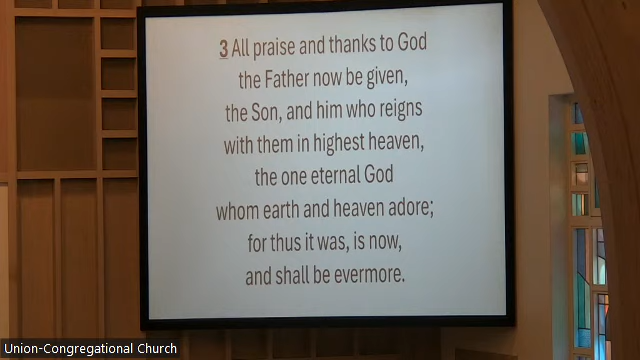 3 All praise and thanks to God
the Father now be given,
the Son, and him who reigns
with them in highest heaven,
the one eternal God
whom earth and heaven adore;
for thus it was, is now,
and shall be evermore.
Union-Congregational Church